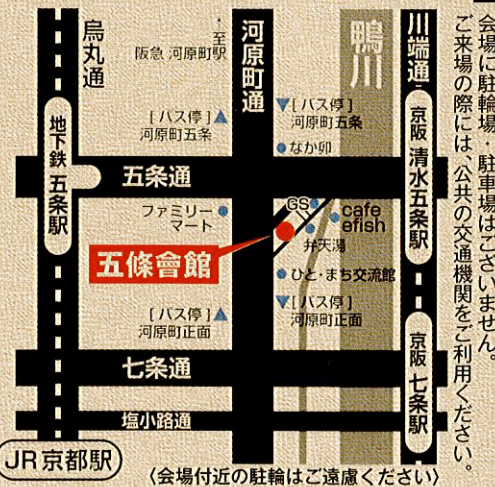 会場に駐輪場・駐車場はございません。
ご来場の際には、公共の交通機関をご利用ください。
烏丸通
↑至
阪急 河原町駅
河原町通
鴨川
川端通
[バス停]▲
河原町五条
▼[バス停]
河原町五条
なか卯
地下鉄 五条駅
京阪 清水五条駅
五条通
ファミリー
マート
GS
cafe
efish
弁天湯
五條會館
ひと・まち交流館
[バス停]▲
河原町正面
▼[バス停]
河原町正面
京阪 七条駅
七条通
塩小路通
JR京都駅
〈会場付近の駐輪はご遠慮ください〉